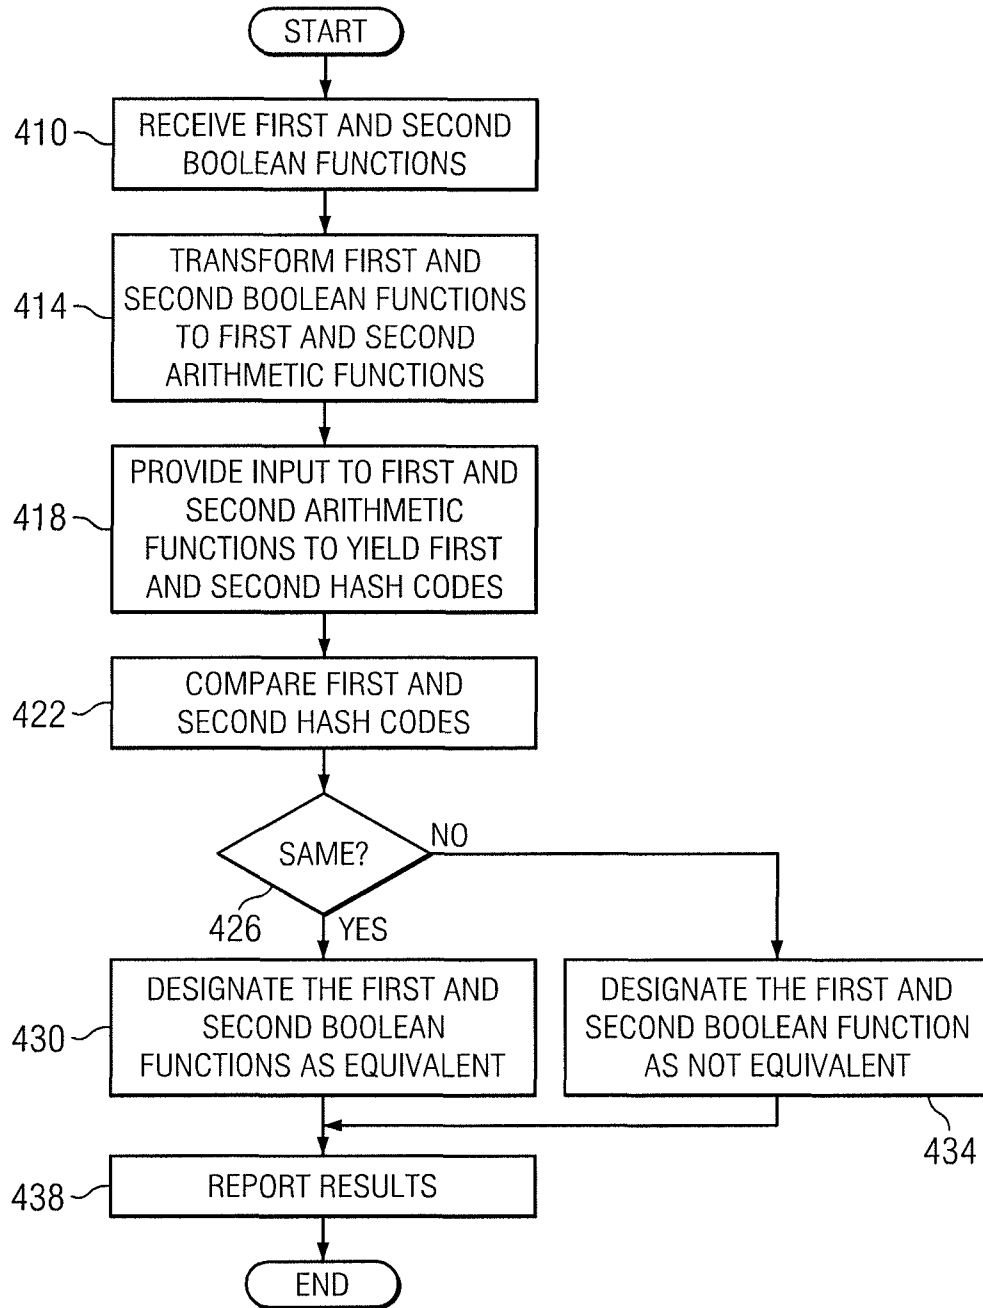 START
410
RECEIVE FIRST AND SECOND
BOOLEAN FUNCTIONS
414
TRANSFORM FIRST AND
SECOND BOOLEAN FUNCTIONS
TO FIRST AND SECOND
ARITHMETIC FUNCTIONS
418
PROVIDE INPUT TO FIRST AND
SECOND ARITHMETIC
FUNCTIONS TO YIELD FIRST
AND SECOND HASH CODES
422
COMPARE FIRST AND
SECOND HASH CODES
SAME?
NO
426
YES
430
DESIGNATE THE FIRST AND
SECOND BOOLEAN
FUNCTIONS AS EQUIVALENT
DESIGNATE THE FIRST AND
SECOND BOOLEAN FUNCTION
AS NOT EQUIVALENT
434
438
REPORT RESULTS
END